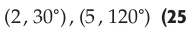 (2 , 30°) , (5 , 120°) (25